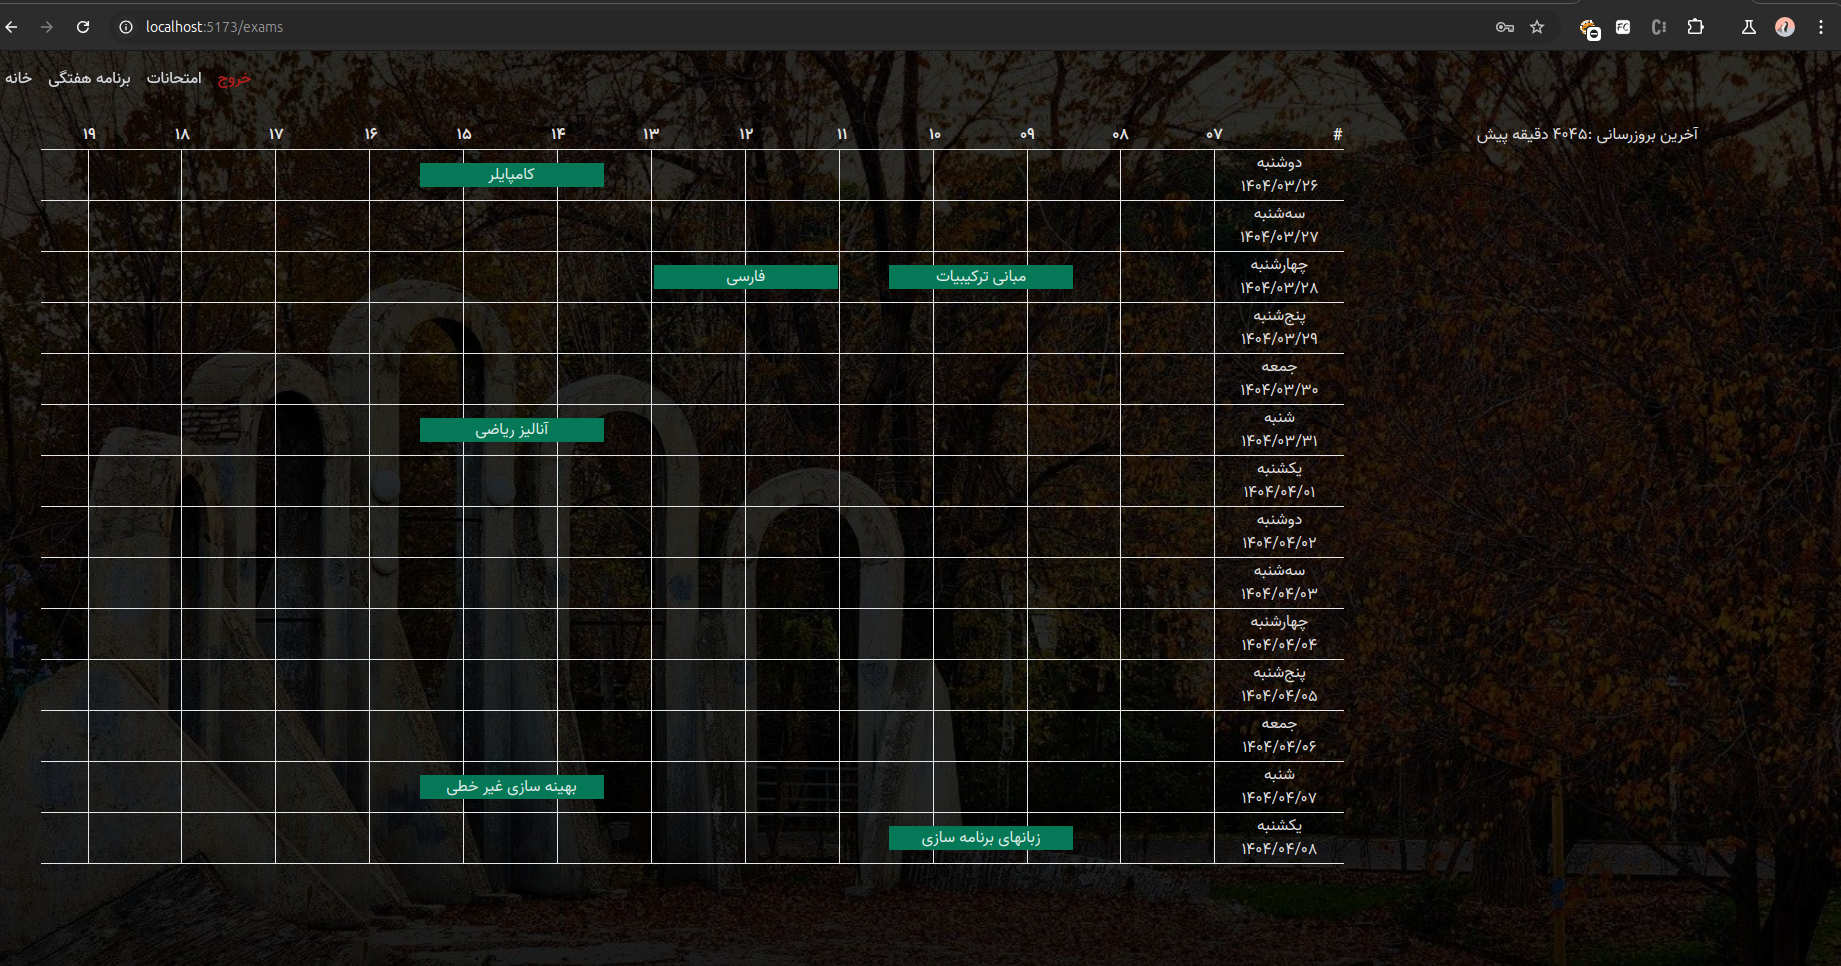 localhost:5173/exams
خانه برنامه هفتگی امتحانات خروج
آخرین بروزرسانی :۴۰۴۵ دقیقه پیش
# ۰۷ ۰۸ ۰۹ ۱۰ ۱۱ ۱۲ ۱۳ ۱۴ ۱۵ ۱۶ ۱۷ ۱۸ ۱۹
دوشنبه
۱۴۰۴/۰۳/۲۶
کامپایلر
سه‌شنبه
۱۴۰۴/۰۳/۲۷
چهارشنبه
۱۴۰۴/۰۳/۲۸
مبانی ترکیبیات
فارسی
پنج‌شنبه
۱۴۰۴/۰۳/۲۹
جمعه
۱۴۰۴/۰۳/۳۰
شنبه
۱۴۰۴/۰۳/۳۱
آنالیز ریاضی
یکشنبه
۱۴۰۴/۰۴/۰۱
دوشنبه
۱۴۰۴/۰۴/۰۲
سه‌شنبه
۱۴۰۴/۰۴/۰۳
چهارشنبه
۱۴۰۴/۰۴/۰۴
پنج‌شنبه
۱۴۰۴/۰۴/۰۵
جمعه
۱۴۰۴/۰۴/۰۶
شنبه
۱۴۰۴/۰۴/۰۷
بهینه سازی غیر خطی
یکشنبه
۱۴۰۴/۰۴/۰۸
زبانهای برنامه سازی